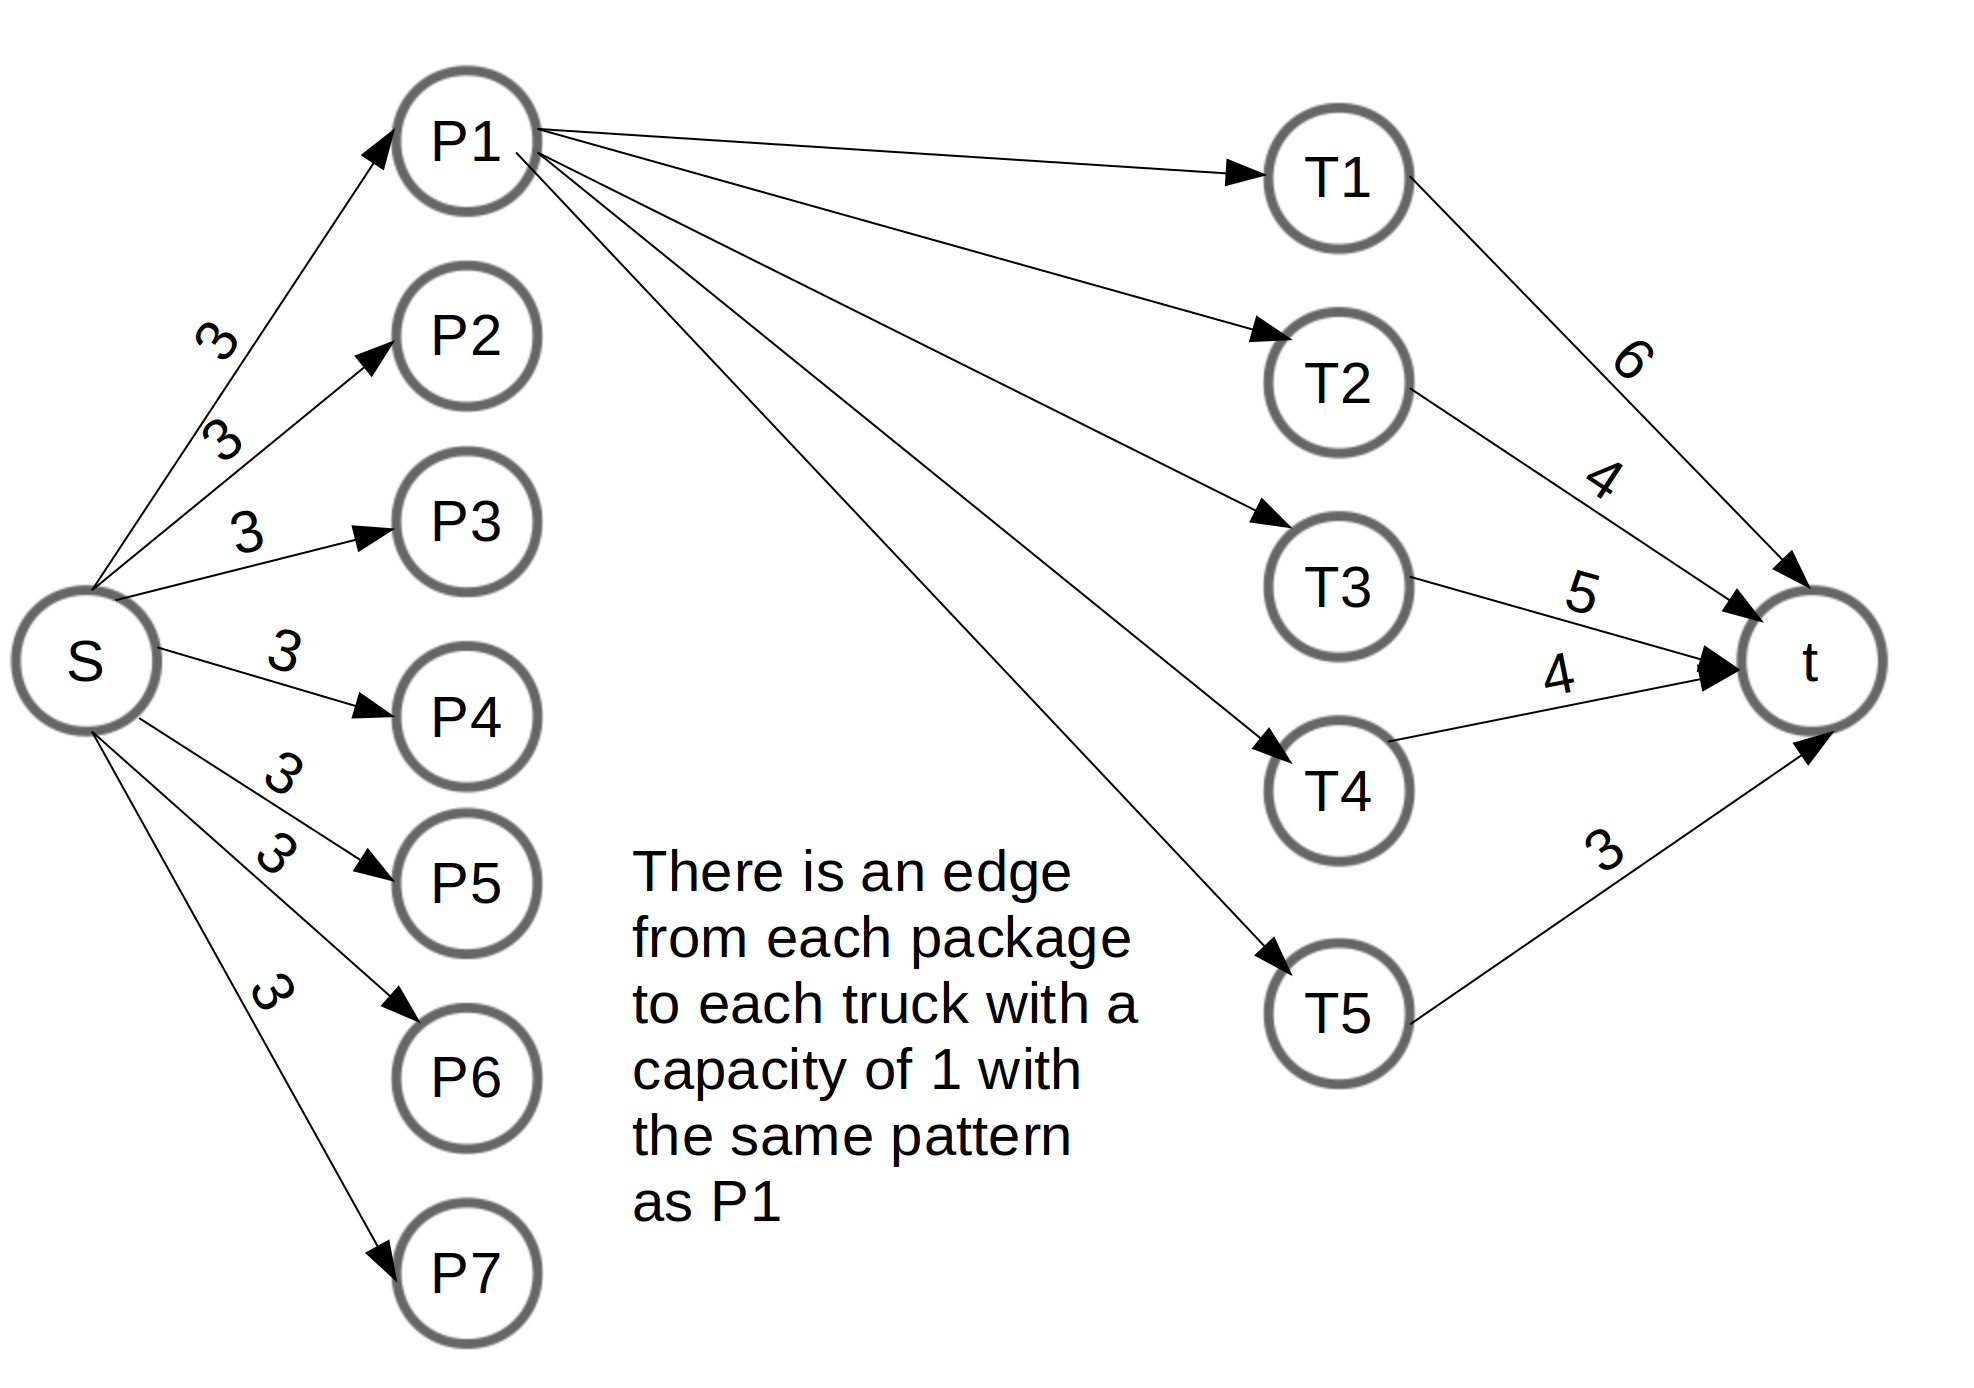 P1
P2
P3
P4
P5
P6
P7
S
3
3
3
3
3
3
3
T1
T2
T3
T4
T5
6
4
5
4
3
t
There is an edge
from each package
to each truck with a
capacity of 1 with
the same pattern
as P1